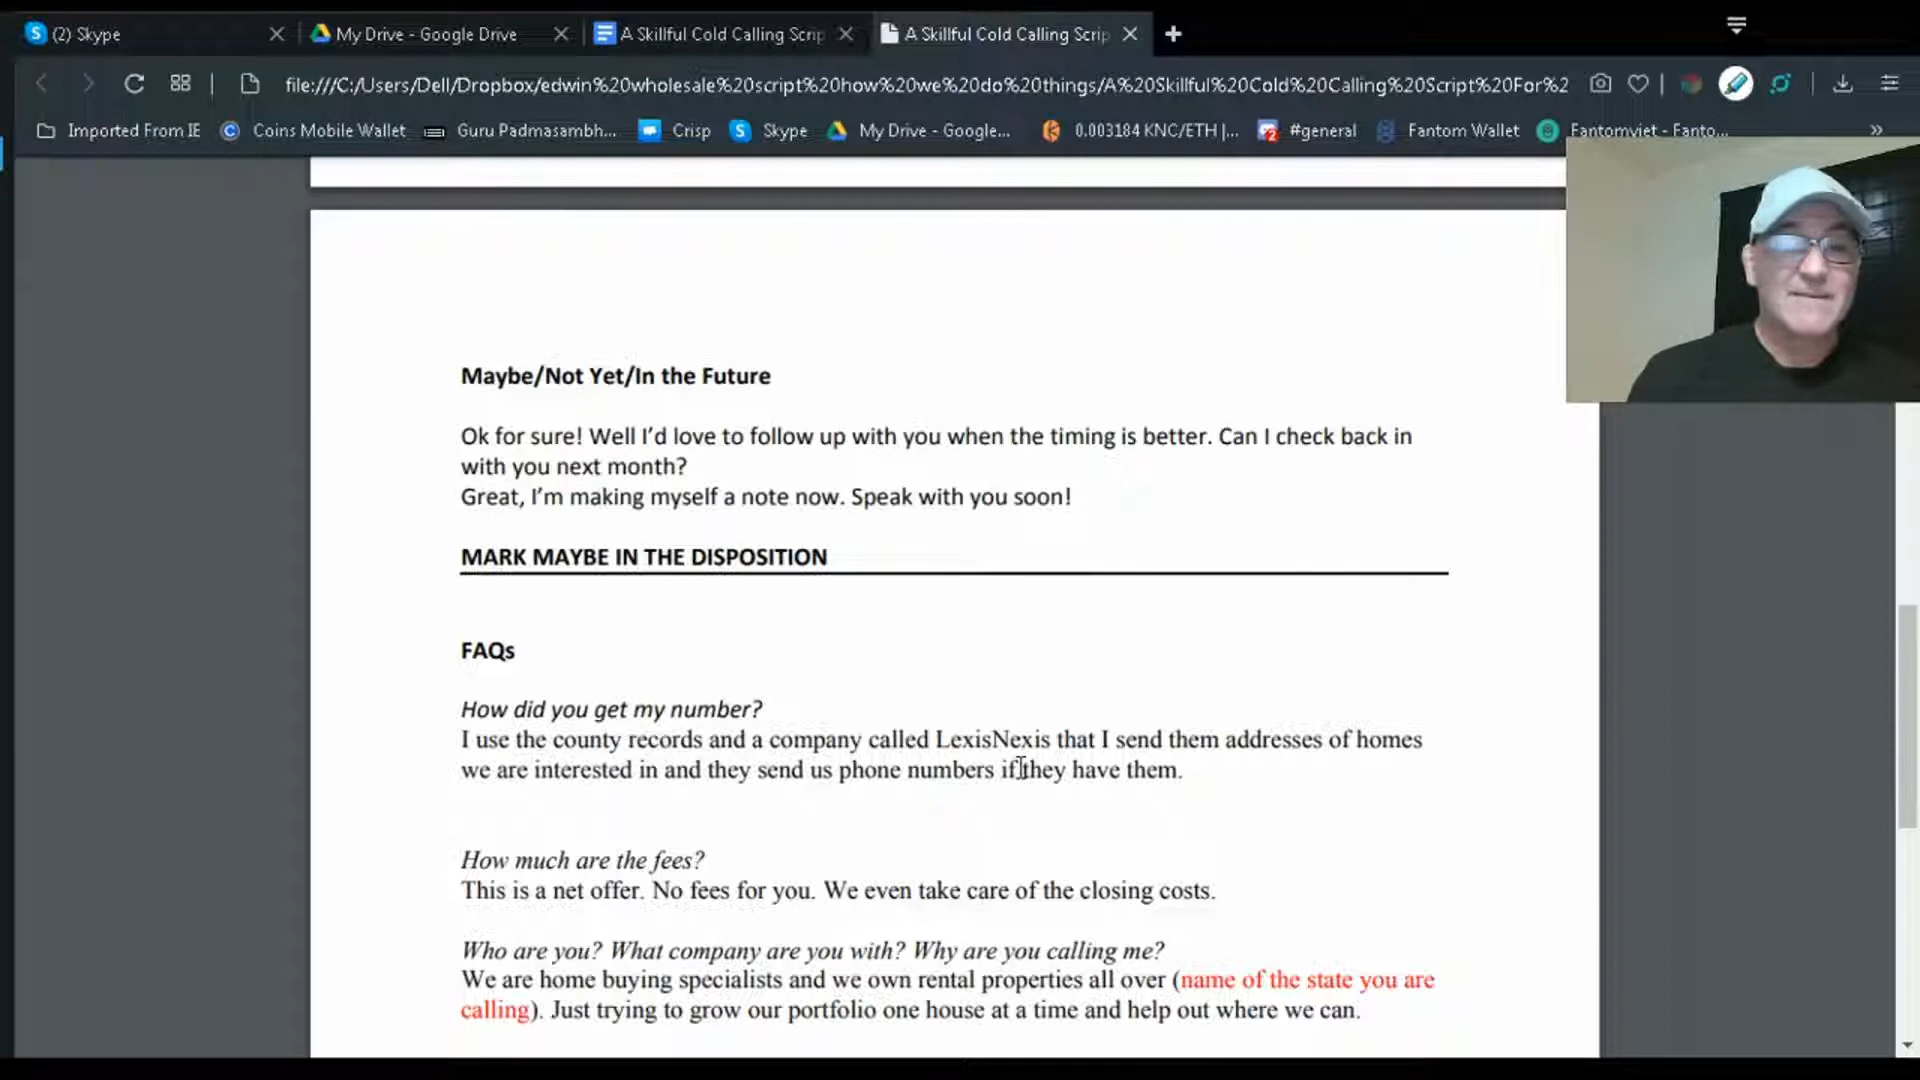 (2) Skype
My Drive - Google Drive
A Skillful Cold Calling Scrip
A Skillful Cold Calling Scrip
file:///C:/Users/Dell/Dropbox/edwin%20wholesale%20script%20how%20we%20do%20things/A%20Skillful%20Cold%20Calling%20Script%20For%2
Imported From IE
Coins Mobile Wallet
Guru Padmasambh...
Crisp
Skype
My Drive - Google...
0.003184 KNC/ETH |...
#general
Fantom Wallet
Fantomviet - Fanto...
Maybe/Not Yet/In the Future
Ok for sure! Well I'd love to follow up with you when the timing is better. Can I check back in
with you next month?
Great, I'm making myself a note now. Speak with you soon!
MARK MAYBE IN THE DISPOSITION
FAQs
How did you get my number?
I use the county records and a company called LexisNexis that I send them addresses of homes
we are interested in and they send us phone numbers if they have them.
How much are the fees?
This is a net offer. No fees for you. We even take care of the closing costs.
Who are you? What company are you with? Why are you calling me?
We are home buying specialists and we own rental properties all over (name of the state you are
calling). Just trying to grow our portfolio one house at a time and help out where we can.